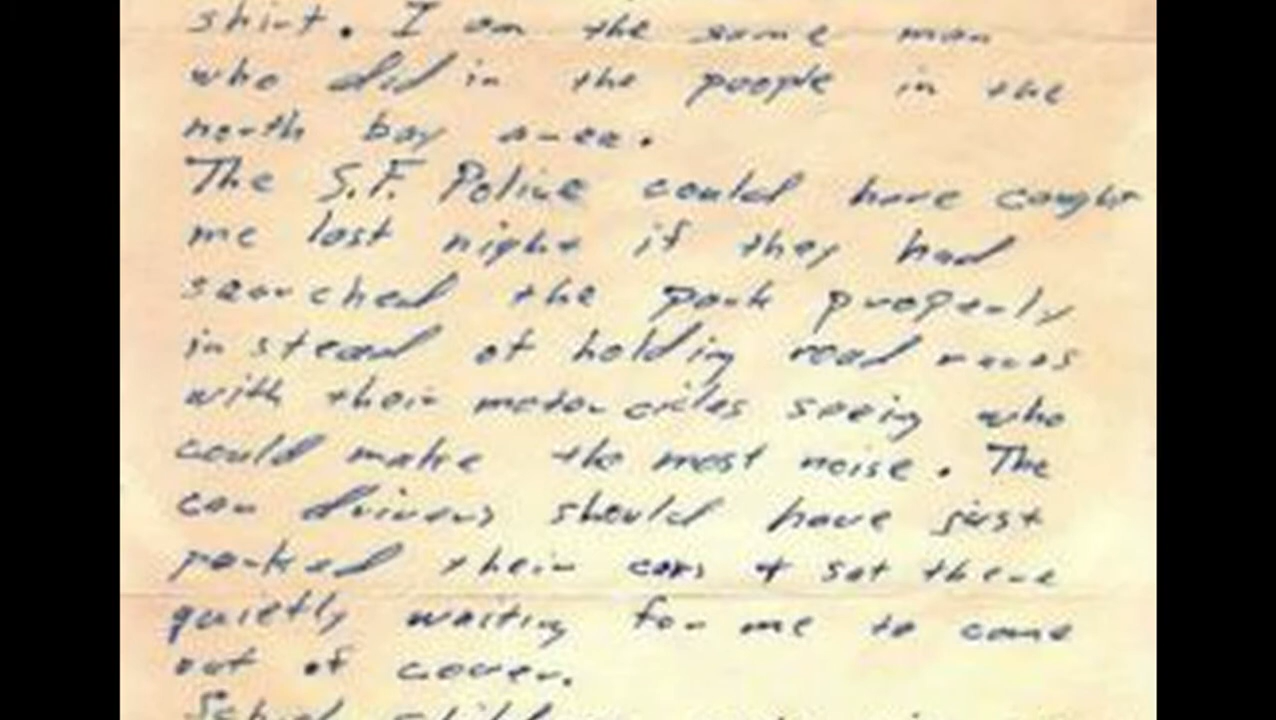 shirt. I am the same man
who did in the people in the
north bay area.
The S.F. Police could have caught
me last night if they had
searched the park properly
instead of holding road races
with their motorcicles seeing who
could make the most noise. The
car drivers should have just
parked their cars & sat there
quietly waiting for me to come
out of cover.
School children